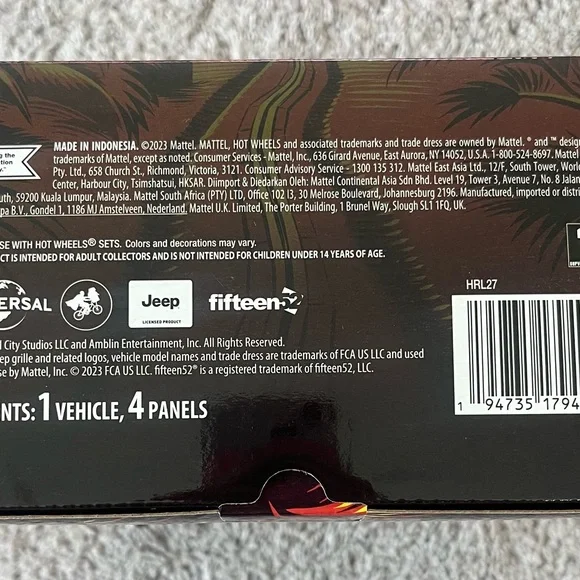 ng the
tion
y."
MADE IN INDONESIA. ©2023 Mattel. MATTEL, HOT WHEELS and associated trademarks and trade dress are owned by Mattel. ® and ™ desig
trademarks of Mattel, except as noted. Consumer Services - Mattel, Inc., 636 Girard Avenue, East Aurora, NY 14052, U.S.A. 1-800-524-8697. Mattel
Pty. Ltd., 658 Church St., Richmond, Victoria, 3121. Consumer Advisory Service - 1300 135 312. Mattel East Asia Ltd., 12/F, South Tower, World
Center, Harbour City, Tsimshatsui, HKSAR. Diimport & Diedarkan Oleh: Mattel Continental Asia Sdn Bhd. Level 19, Tower 3, Avenue 7, No. 8 Jalan
uth, 59200 Kuala Lumpur, Malaysia. Mattel South Africa (PTY) LTD, Office 102 I3, 30 Melrose Boulevard, Johannesburg 2196. Manufactured, imported or distri
pa B.V., Gondel 1, 1186 MJ Amstelveen, Nederland. Mattel U.K. Limited, The Porter Building, 1 Brunel Way, Slough SL1 1FQ, UK.
SE WITH HOT WHEELS® SETS. Colors and decorations may vary.
CT IS INTENDED FOR ADULT COLLECTORS AND IS NOT INTENDED FOR CHILDREN UNDER 14 YEARS OF AGE.
HRL27
VERSAL
Jeep
LICENSED PRODUCT
fifteen52
l City Studios LLC and Amblin Entertainment, Inc. All Rights Reserved.
eep grille and related logos, vehicle model names and trade dress are trademarks of FCA US LLC and used
se by Mattel, Inc. © 2023 FCA US LLC. fifteen52® is a registered trademark of fifteen52, LLC.
NTS: 1 VEHICLE, 4 PANELS
1 94735 1794